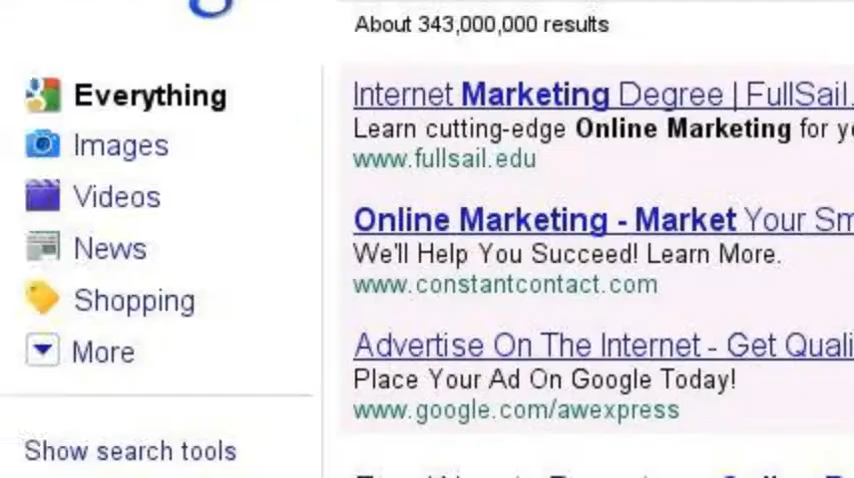 About 343,000,000 results
Everything
Images
Videos
News
Shopping
More
Show search tools
Internet Marketing Degree | FullSail.
Learn cutting-edge Online Marketing for
www.fullsail.edu
Online Marketing - Market Your
We'll Help You Succeed! Learn More.
www.constantcontact.com
Advertise On The Internet - Get
Place Your Ad On Google Today!
www.google.com/awexpress